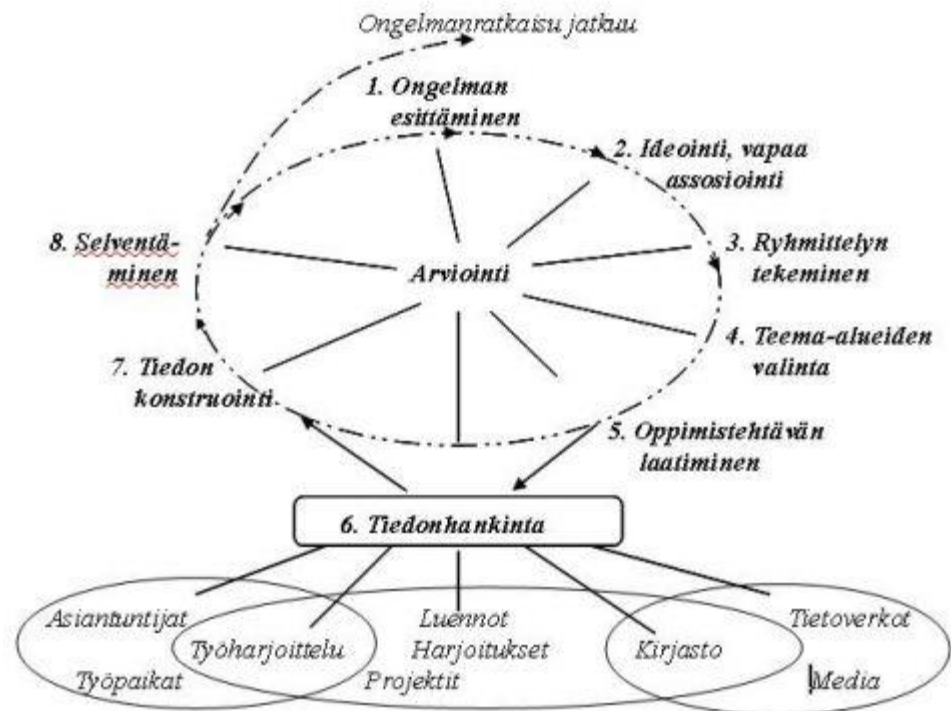 Ongelmanratkaisu jatkuu
1. Ongelman
esittäminen
2. Ideointi, vapaa
assosiointi
8. Selventä-
minen
3. Ryhmittelyn
tekeminen
Arviointi
4. Teema-alueiden
valinta
7. Tiedon
konstruointi
5. Oppimistehtävän
laatiminen
6. Tiedonhankinta
Asiantuntijat
Työharjoittelu
Työpaikat
Luennot
Harjoitukset
Projektit
Kirjasto
Tietoverkot
Media